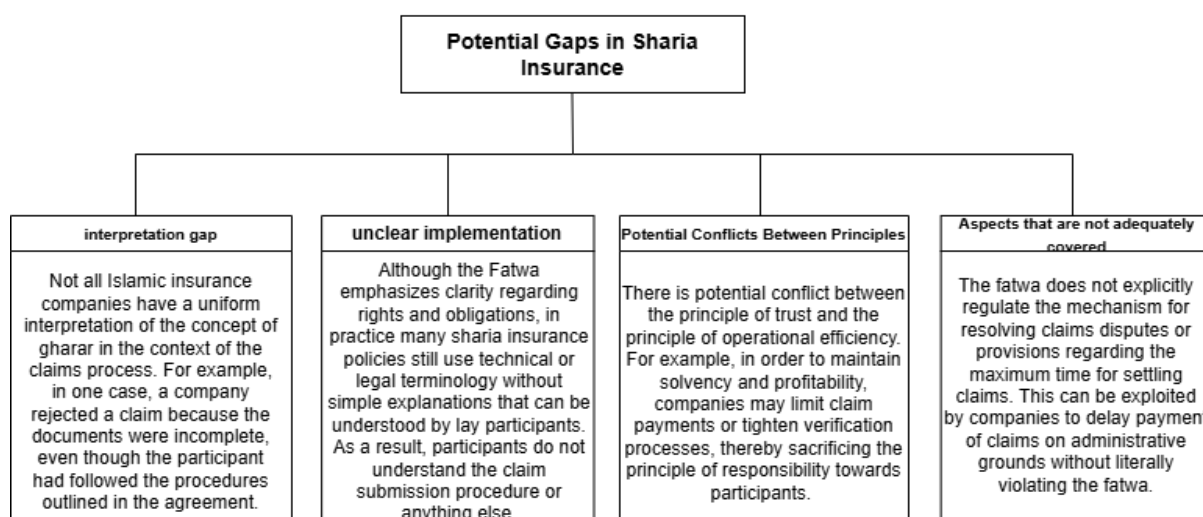 Potential Gaps in Sharia
Insurance
interpretation gap
Not all Islamic insurance
companies have a uniform
interpretation of the concept of
gharar in the context of the
claims process. For example,
in one case, a company
rejected a claim because the
documents were incomplete,
even though the participant
had followed the procedures
outlined in the agreement.
unclear implementation
Although the Fatwa
emphasizes clarity regarding
rights and obligations, in
practice many sharia insurance
policies still use technical or
legal terminology without
simple explanations that can be
understood by lay participants.
As a result, participants do not
understand the claim
submission procedure or
anything else
Potential Conflicts Between Principles
There is potential conflict between
the principle of trust and the
principle of operational efficiency.
For example, in order to maintain
solvency and profitability,
companies may limit claim
payments or tighten verification
processes, thereby sacrificing the
principle of responsibility towards
participants.
Aspects that are not adequately
covered
The fatwa does not explicitly
regulate the mechanism for
resolving claims disputes or
provisions regarding the
maximum time for settling
claims. This can be exploited
by companies to delay payment
of claims on administrative
grounds without literally
violating the fatwa.